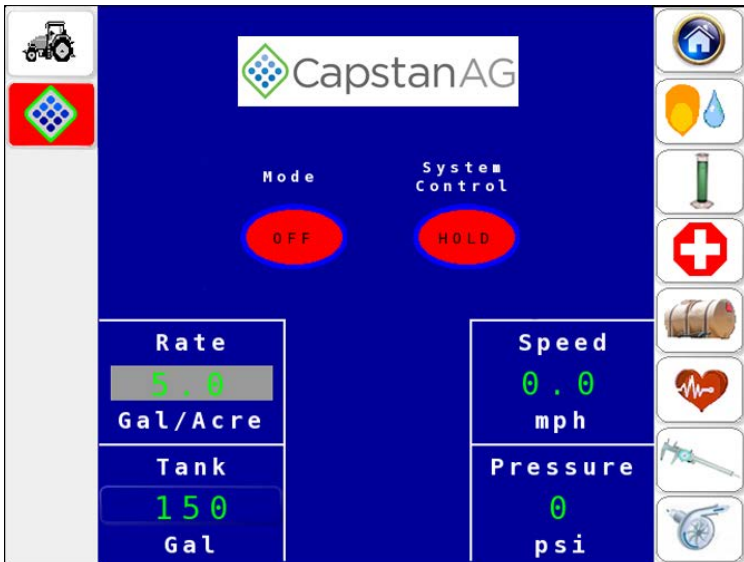 CapstanAG
Mode
System
Control
OFF
HOLD
Rate
5.0
Gal/Acre
Speed
0.0
mph
Tank
150
Gal
Pressure
0
psi